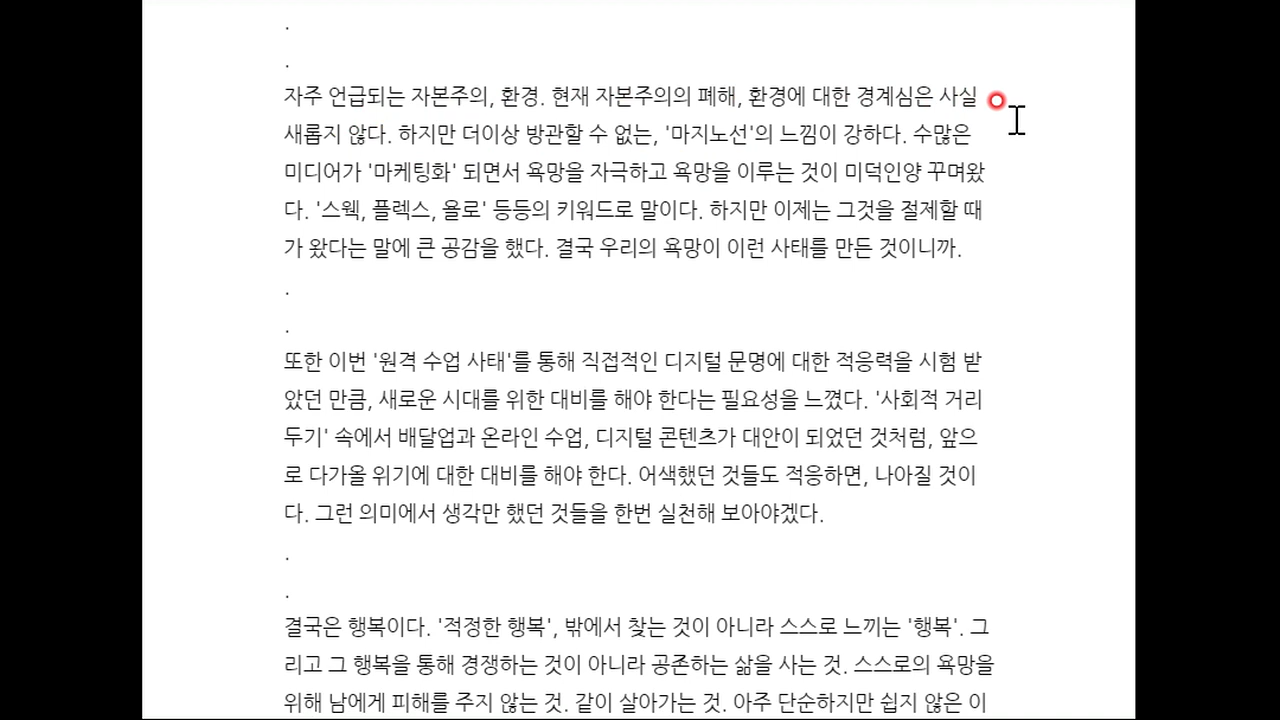 .
.
자주 언급되는 자본주의, 환경. 현재 자본주의의 폐해, 환경에 대한 경계심은 사실
새롭지 않다. 하지만 더이상 방관할 수 없는, '마지노선'의 느낌이 강하다. 수많은
미디어가 '마케팅화' 되면서 욕망을 자극하고 욕망을 이루는 것이 미덕인양 꾸며왔
다. '스웩, 플렉스, 욜로' 등등의 키워드로 말이다. 하지만 이제는 그것을 절제할 때
가 왔다는 말에 큰 공감을 했다. 결국 우리의 욕망이 이런 사태를 만든 것이니까.
.
.
또한 이번 '원격 수업 사태'를 통해 직접적인 디지털 문명에 대한 적응력을 시험 받
았던 만큼, 새로운 시대를 위한 대비를 해야 한다는 필요성을 느꼈다. '사회적 거리
두기' 속에서 배달업과 온라인 수업, 디지털 콘텐츠가 대안이 되었던 것처럼, 앞으
로 다가올 위기에 대한 대비를 해야 한다. 어색했던 것들도 적응하면, 나아질 것이
다. 그런 의미에서 생각만 했던 것들을 한번 실천해 보아야겠다.
.
.
결국은 행복이다. '적정한 행복', 밖에서 찾는 것이 아니라 스스로 느끼는 '행복'. 그
리고 그 행복을 통해 경쟁하는 것이 아니라 공존하는 삶을 사는 것. 스스로의 욕망을
위해 남에게 피해를 주지 않는 것. 같이 살아가는 것. 아주 단순하지만 쉽지 않은 이